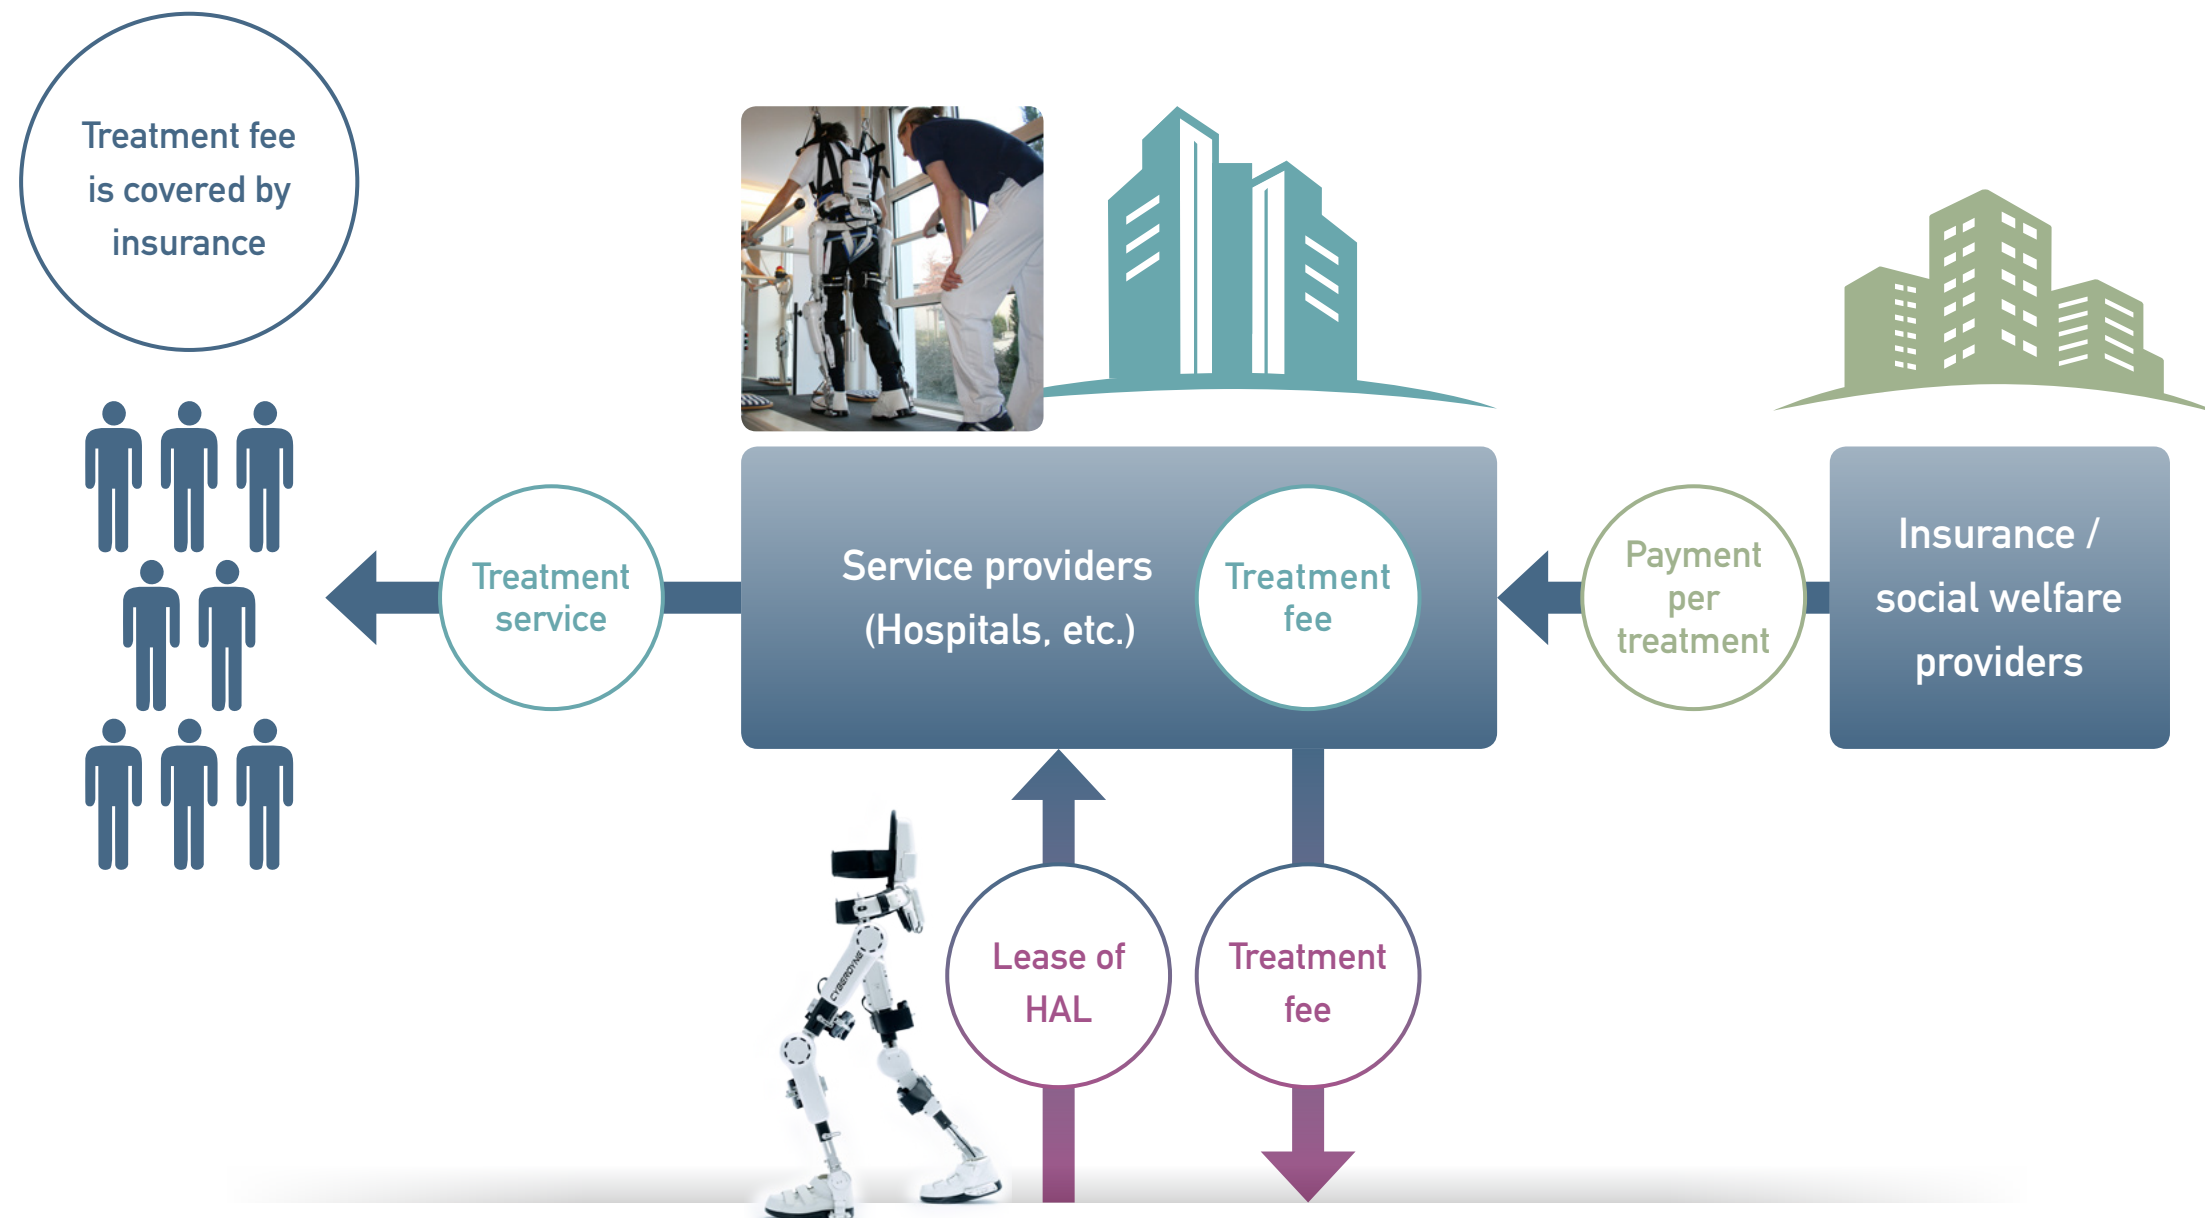 Treatment fee
is covered by
insurance
Treatment
service
Service providers
(Hospitals, etc.)
Treatment
fee
Payment
per
treatment
Insurance /
social welfare
providers
CYBERDYNE
Lease of
HAL
Treatment
fee